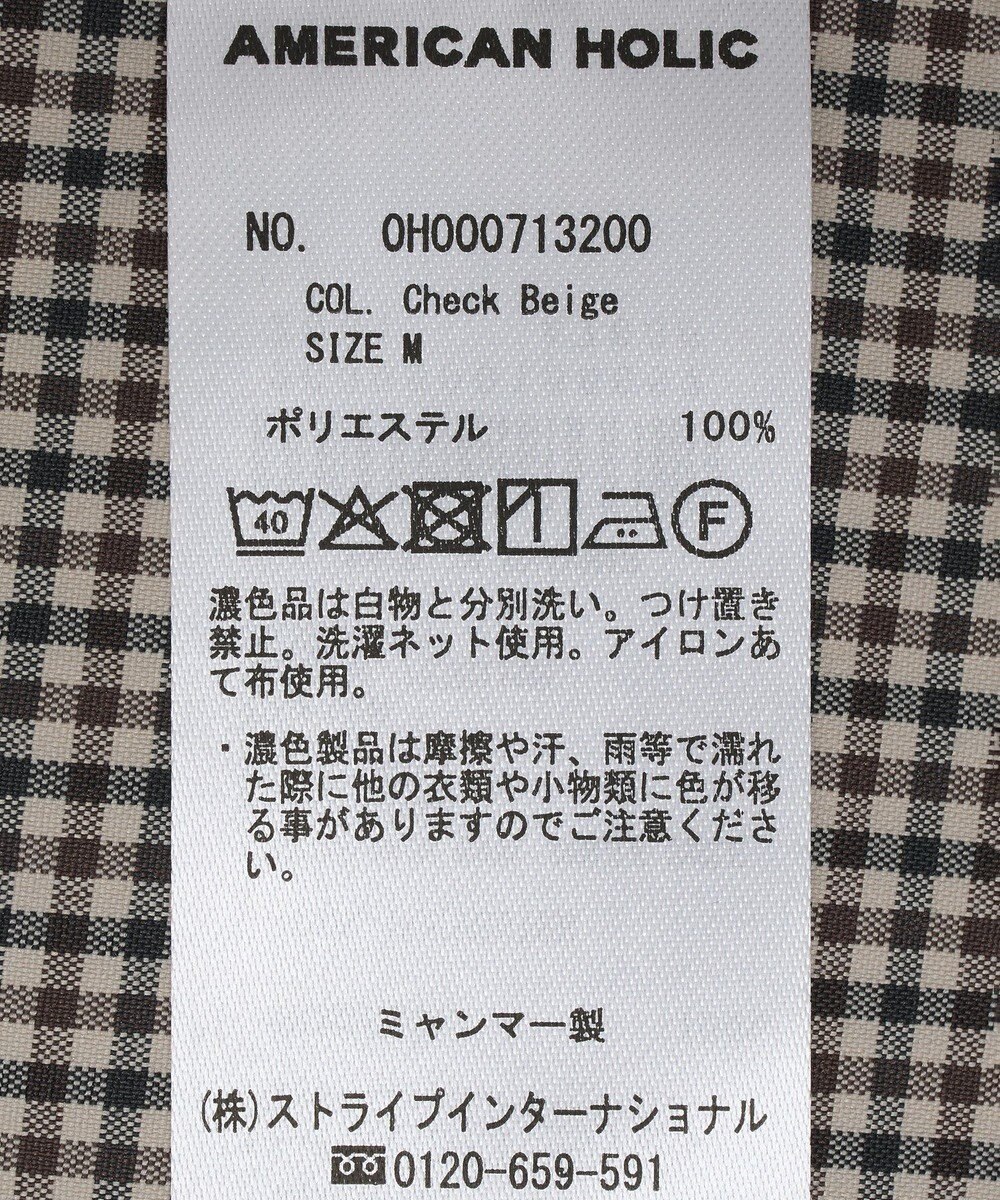 AMERICAN HOLIC
NO. 0H000713200
COL. Check Beige
SIZE M
ポリエステル 100%
40 F
濃色品は白物と分別洗い。つけ置き
禁止。洗濯ネット使用。アイロンあ
て布使用。
・濃色製品は摩擦や汗、雨等で濡れ
た際に他の衣類や小物類に色が移
る事がありますのでご注意くださ
い。
ミャンマー製
(株)ストライプインターナショナル
0120-659-591